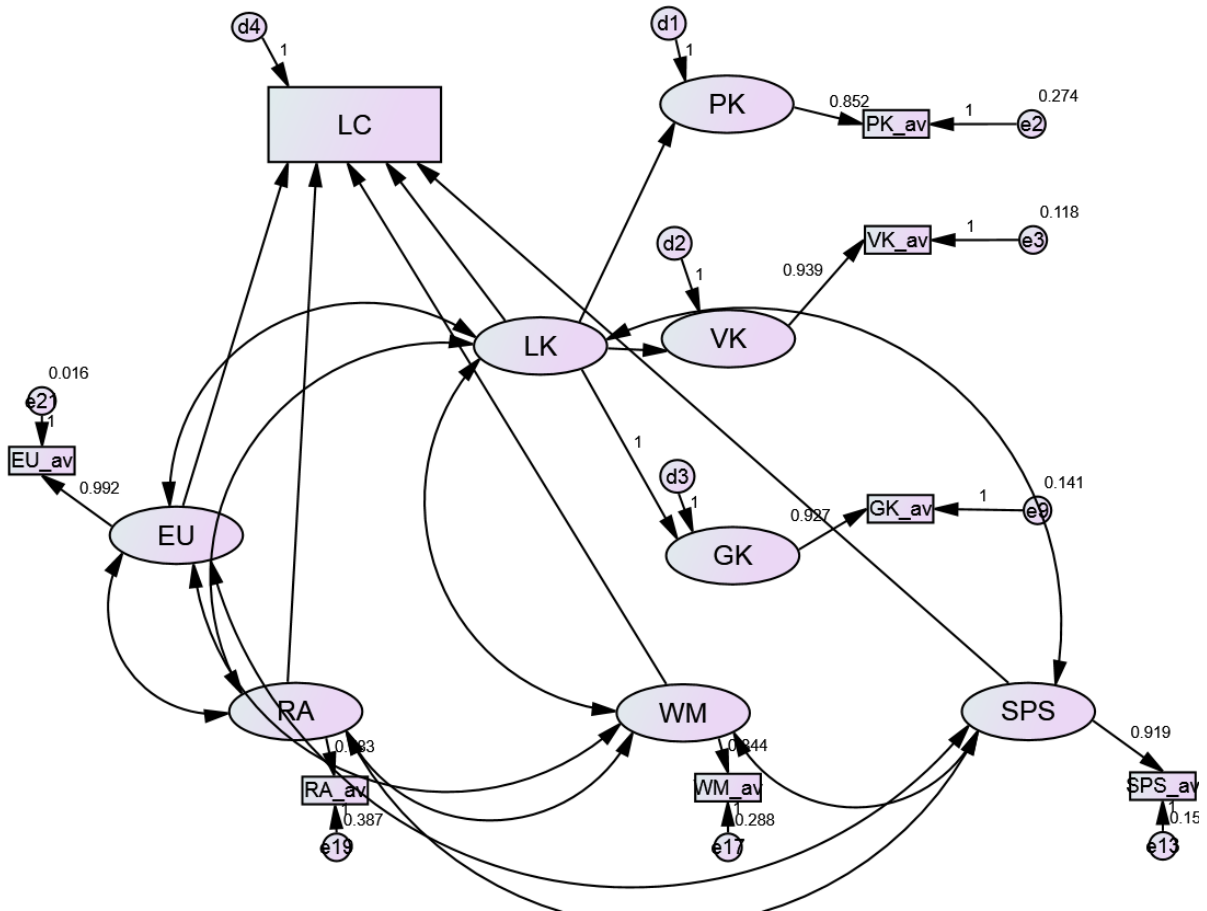 d4
1
LC
d1
1
PK
0.852
PK_av
1
e2
0.274
d2
1
VK
0.939
VK_av
1
e3
0.118
LK
1
d3
1
GK
0.927
GK_av
1
e9
0.141
0.016
e21
1
EU_av
0.992
EU
RA
RA_av
1
0.387
e19
WM
WM_av
1
0.288
e17
SPS
0.919
SPS_av
1
0.15
e13